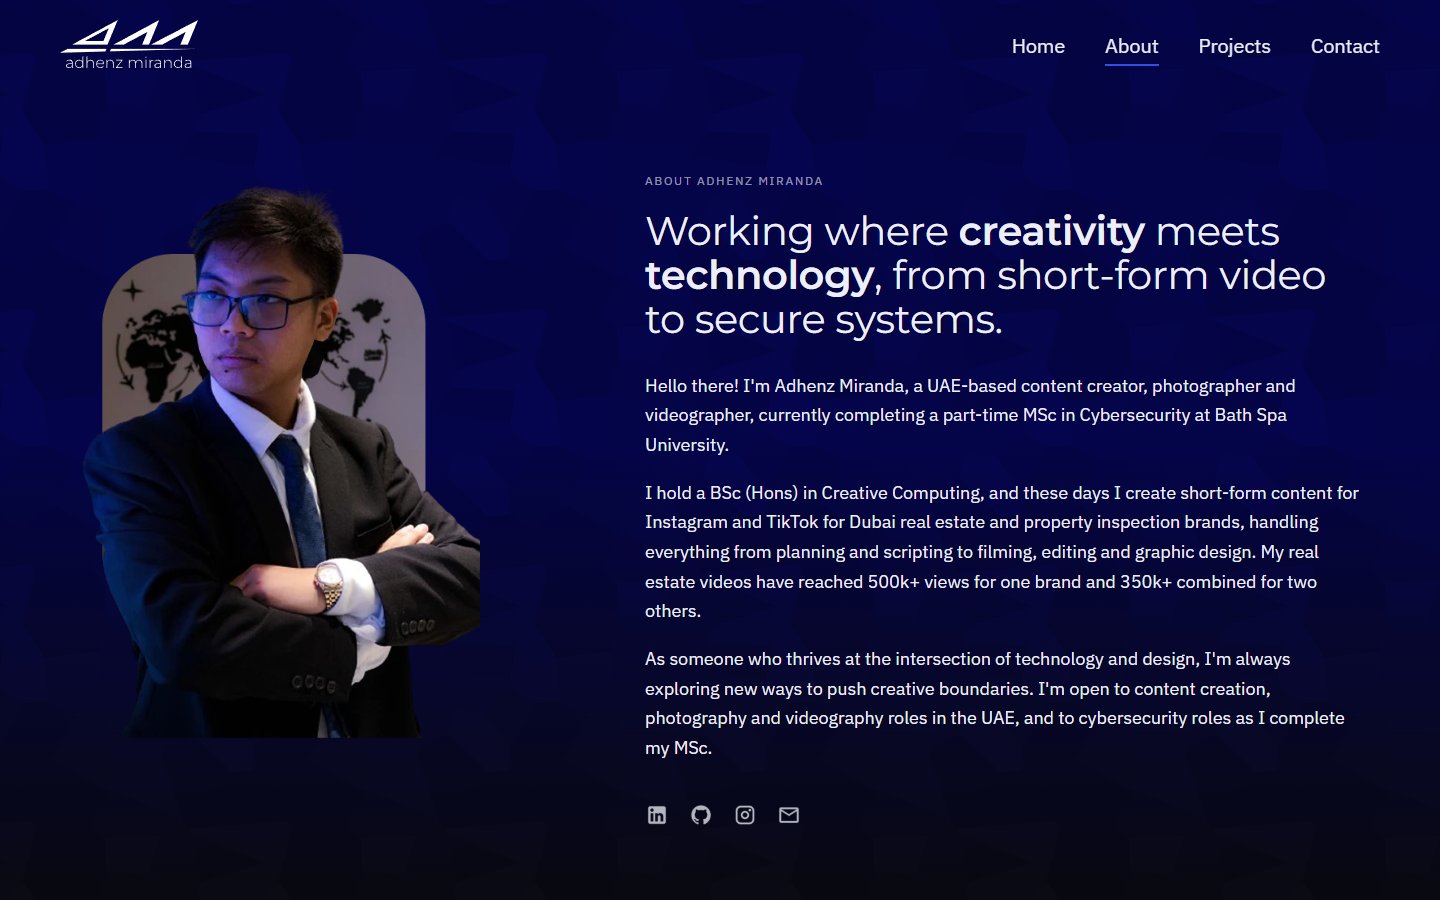 adhenz miranda
Home
About
Projects
Contact
ABOUT ADHENZ MIRANDA
Working where creativity meets
technology, from short-form video
to secure systems.
Hello there! I'm Adhenz Miranda, a UAE-based content creator, photographer and
videographer, currently completing a part-time MSc in Cybersecurity at Bath Spa
University.
I hold a BSc (Hons) in Creative Computing, and these days I create short-form content for
Instagram and TikTok for Dubai real estate and property inspection brands, handling
everything from planning and scripting to filming, editing and graphic design. My real
estate videos have reached 500k+ views for one brand and 350k+ combined for two
others.
As someone who thrives at the intersection of technology and design, I'm always
exploring new ways to push creative boundaries. I'm open to content creation,
photography and videography roles in the UAE, and to cybersecurity roles as I complete
my MSc.